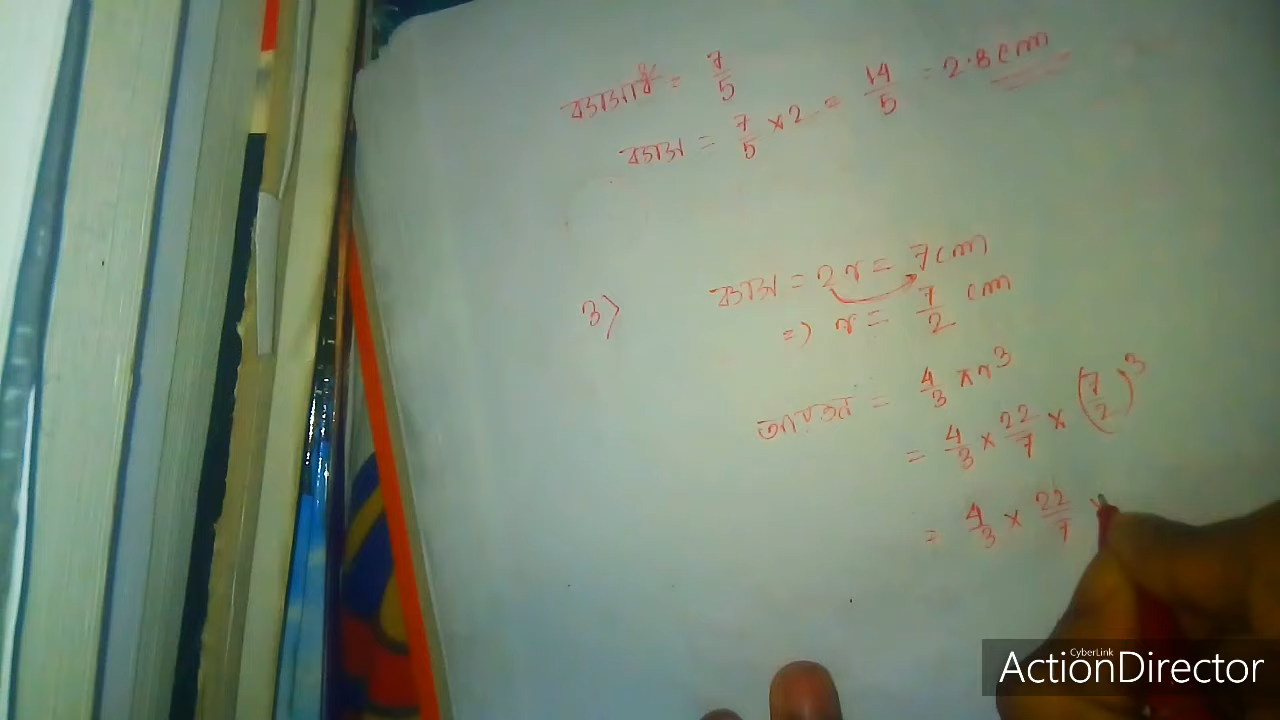 ব্যাসার্ধ = 7/5
ব্যাস = 7/5 × 2 = 14/5 = 2.8 cm
3) ব্যাস = 2r = 7 cm
=> r = 7/2 cm
আয়তন = 4/3 πr³
= 4/3 × 22/7 × (7/2)³
= 4/3 × 22/7 ×
CyberLink
ActionDirector